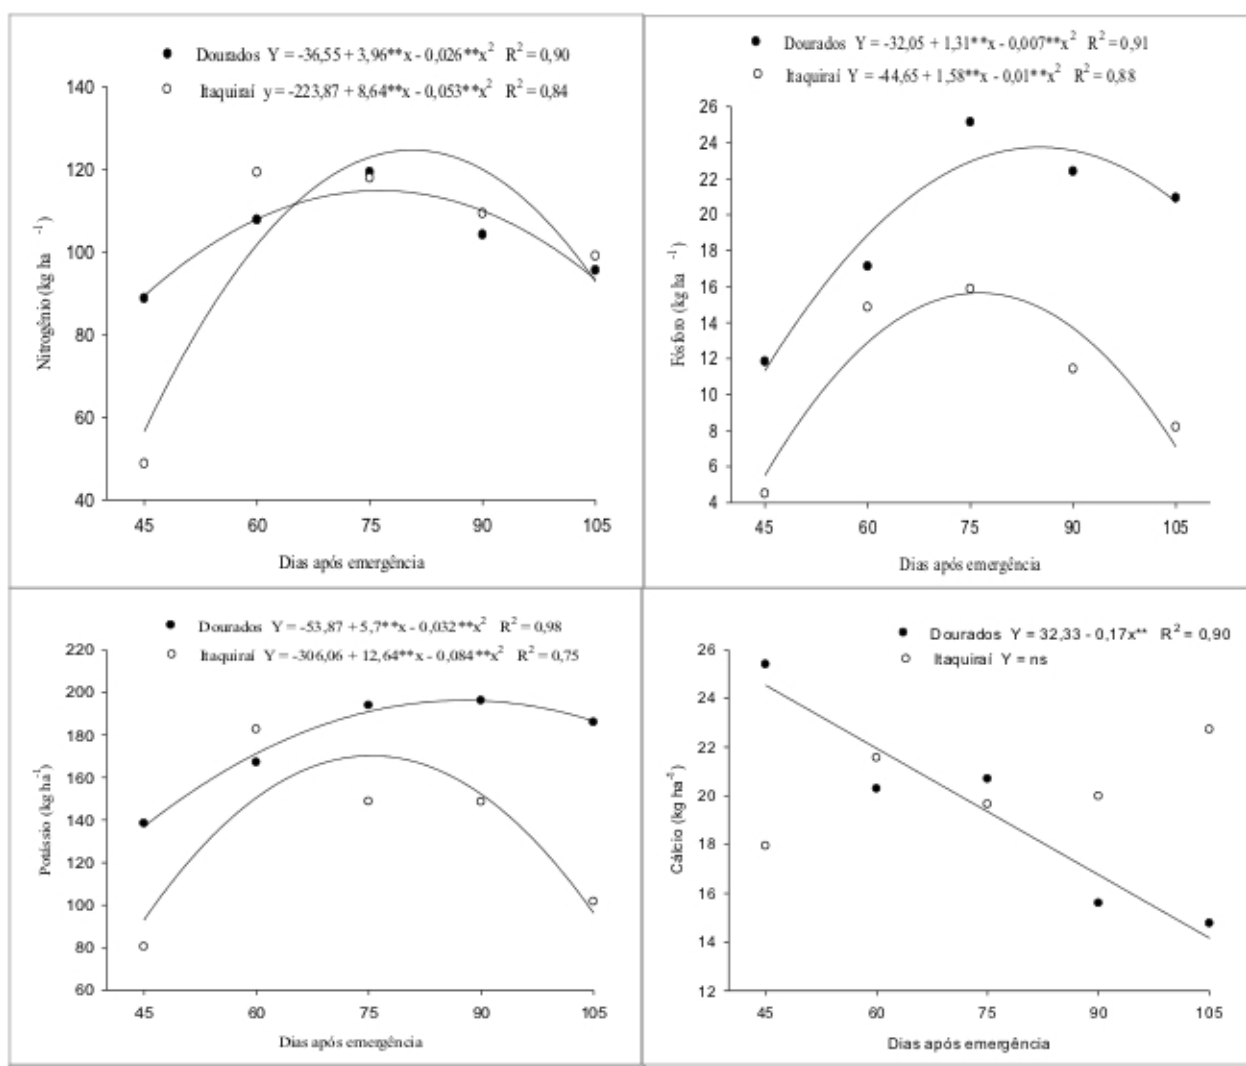 Dourados Y = -36,55 + 3,96**x - 0,026**x² R² = 0,90
Itaquiraí y = -223,87 + 8,64**x - 0,053**x² R² = 0,84
140
120
100
80
60
40
Nitrogênio (kg ha⁻¹)
45 60 75 90 105
Dias após emergência
Dourados Y = -32,05 + 1,31**x - 0,007**x² R² = 0,91
Itaquiraí Y = -44,65 + 1,58**x - 0,01**x² R² = 0,88
26
24
22
20
18
16
14
12
10
8
6
4
Fósforo (kg ha⁻¹)
45 60 75 90 105
Dias após emergência
Dourados Y = -53,87 + 5,7**x - 0,032**x² R² = 0,98
Itaquiraí Y = -306,06 + 12,64**x - 0,084**x² R² = 0,75
220
200
180
160
140
120
100
80
60
Potássio (kg ha⁻¹)
45 60 75 90 105
Dias após emergência
Dourados Y = 32,33 - 0,17x** R² = 0,90
Itaquiraí Y = ns
26
24
22
20
18
16
14
12
Cálcio (kg ha⁻¹)
45 60 75 90 105
Dias após emergência